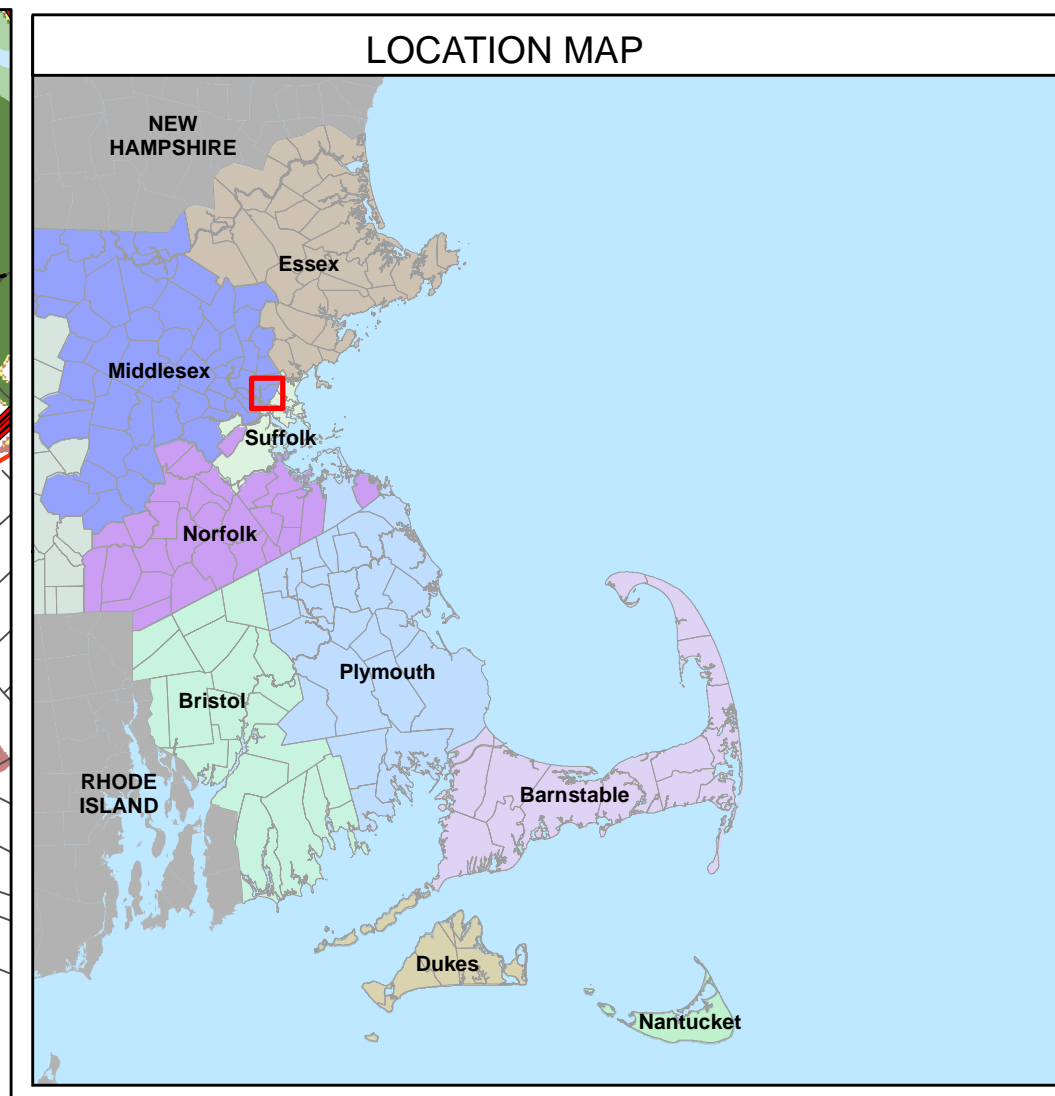 LOCATION MAP
NEW
HAMPSHIRE
Essex
Middlesex
Suffolk
Norfolk
Plymouth
Bristol
RHODE
ISLAND
Barnstable
Dukes
Nantucket